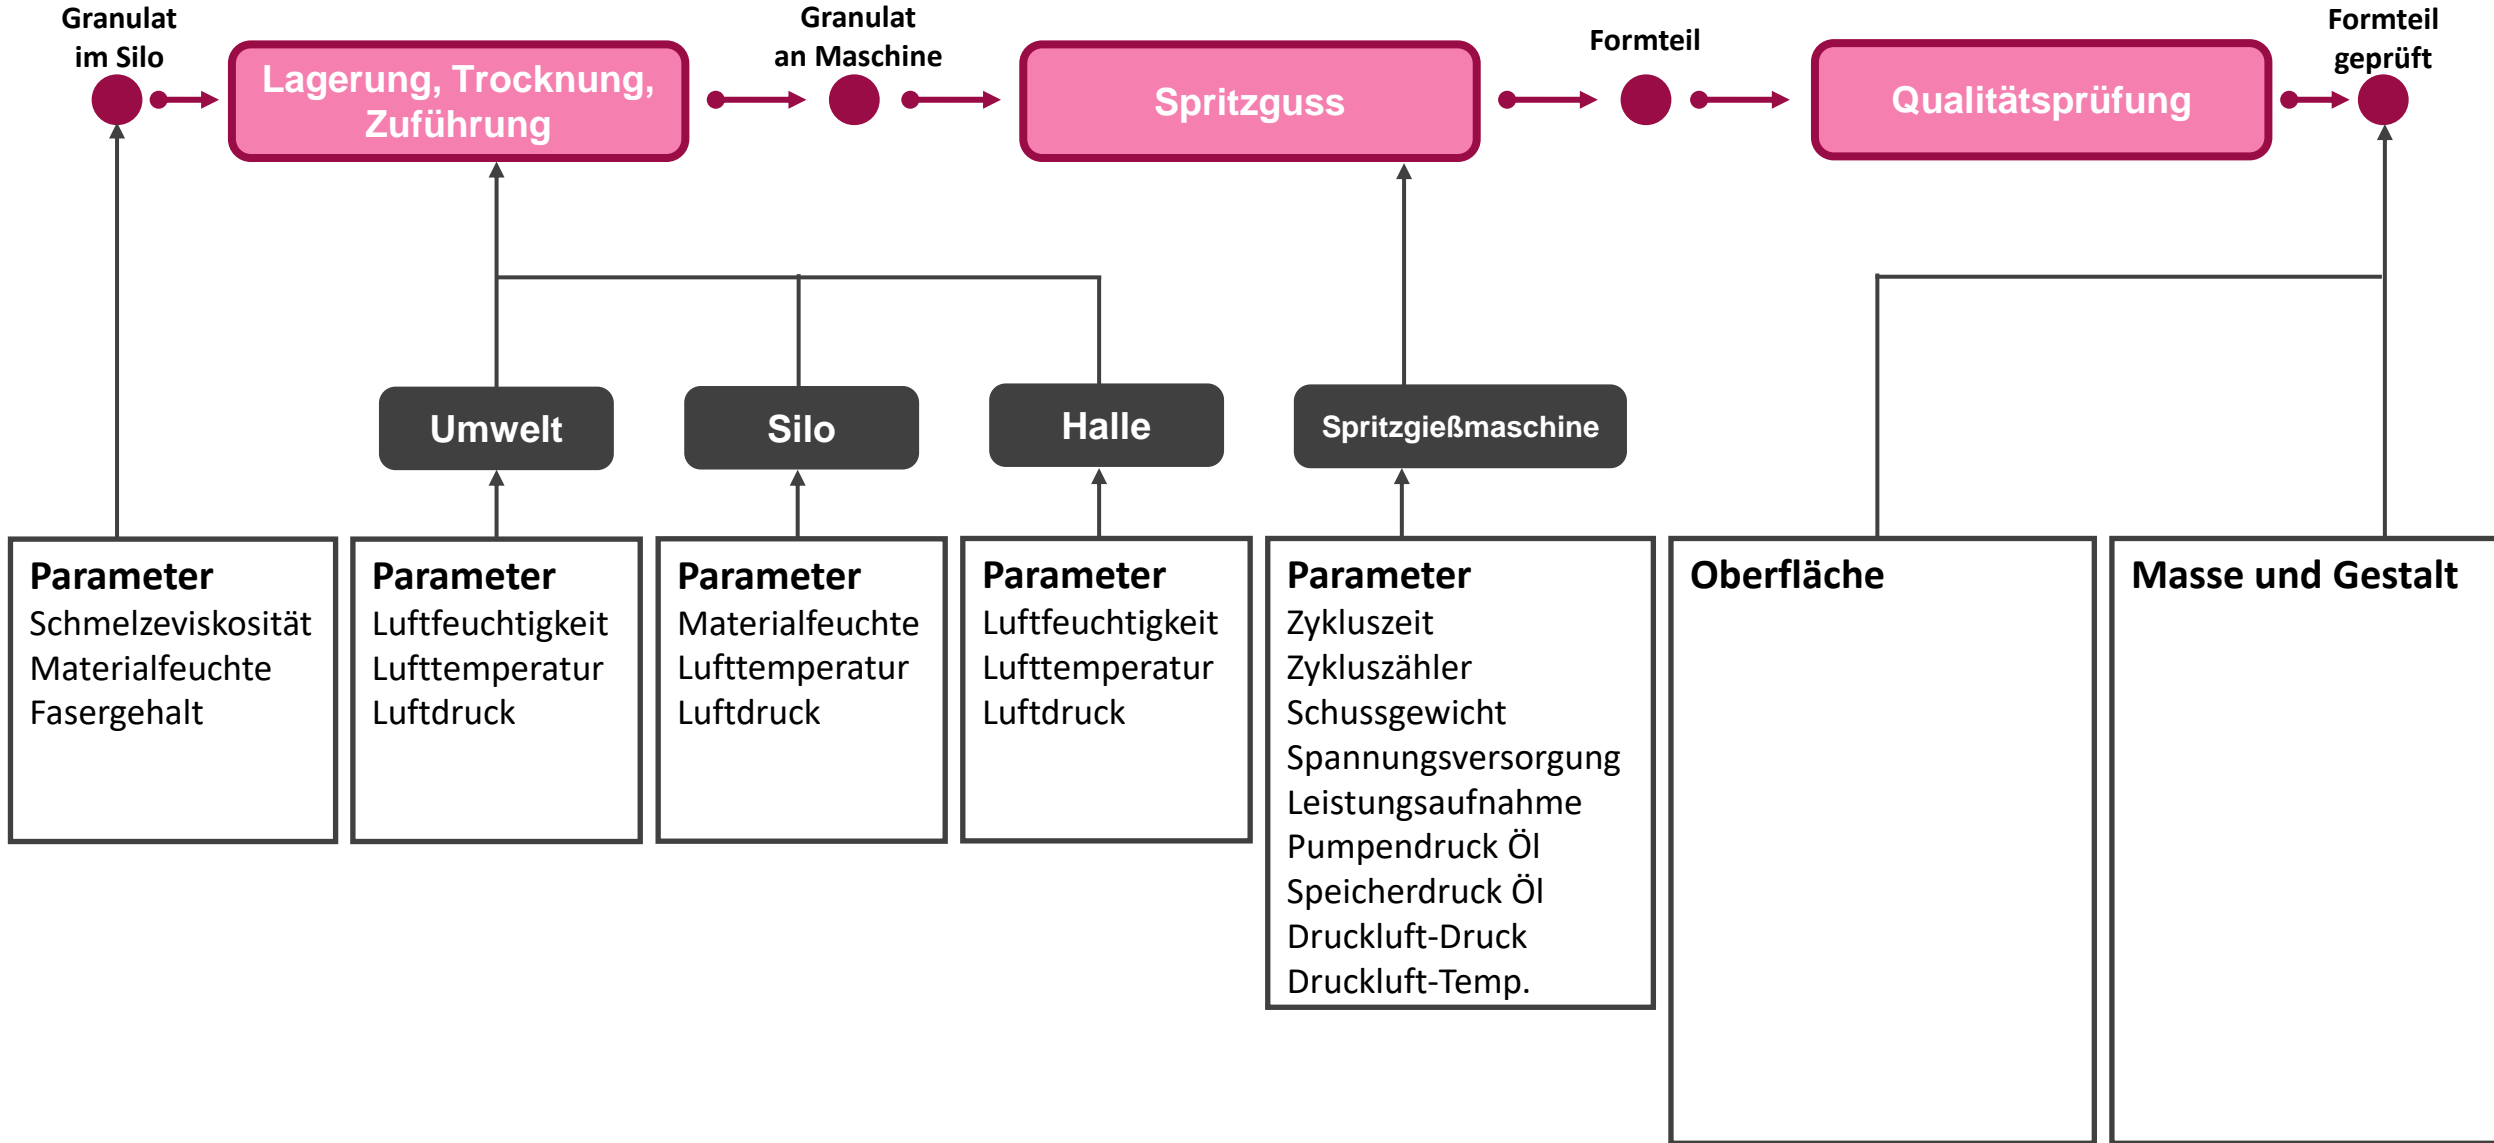 Granulat
im Silo
Lagerung, Trocknung,
Zuführung
Granulat
an Maschine
Spritzguss
Formteil
Qualitätsprüfung
Formteil
geprüft
Umwelt
Silo
Halle
Spritzgießmaschine
Parameter
Schmelzeviskosität
Materialfeuchte
Fasergehalt
Parameter
Luftfeuchtigkeit
Lufttemperatur
Luftdruck
Parameter
Materialfeuchte
Lufttemperatur
Luftdruck
Parameter
Luftfeuchtigkeit
Lufttemperatur
Luftdruck
Parameter
Zykluszeit
Zykluszähler
Schussgewicht
Spannungsversorgung
Leistungsaufnahme
Pumpendruck Öl
Speicherdruck Öl
Druckluft-Druck
Druckluft-Temp.
Oberfläche
Masse und Gestalt